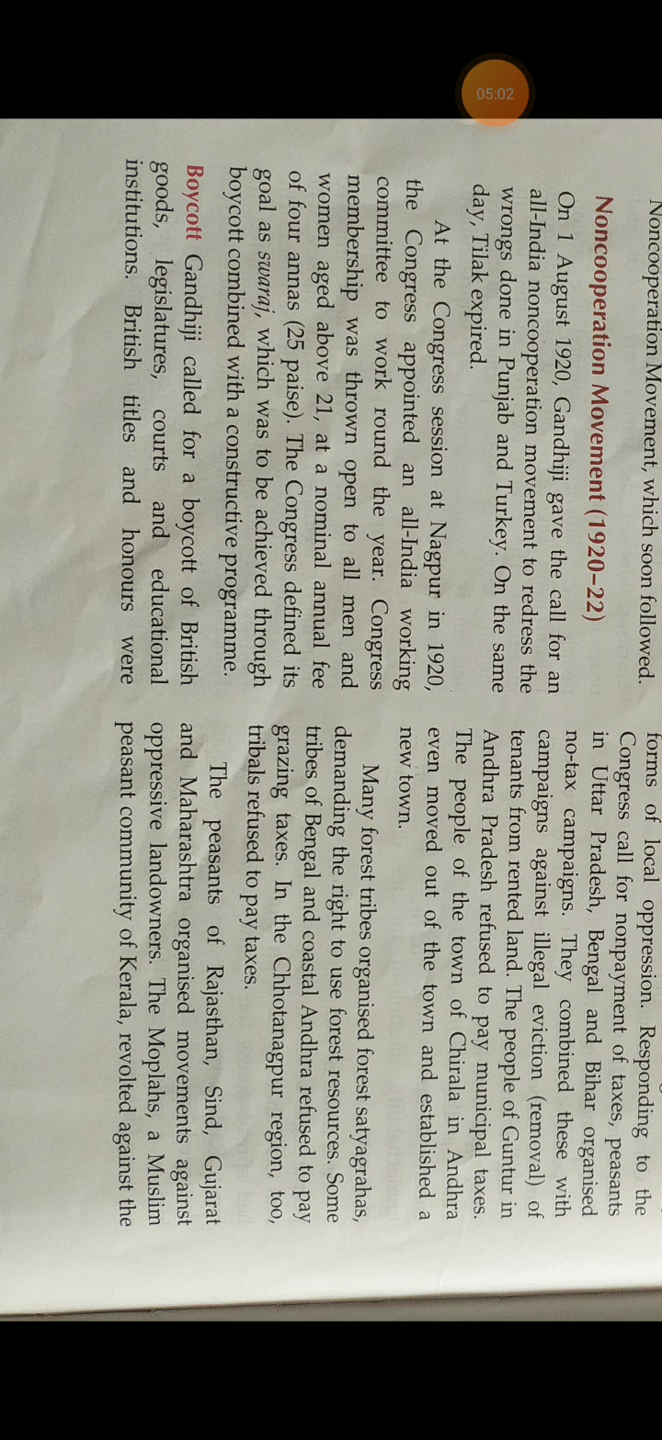 05:02
Noncooperation Movement, which soon followed.
Noncooperation Movement (1920–22)
On 1 August 1920, Gandhiji gave the call for an
all-India noncooperation movement to redress the
wrongs done in Punjab and Turkey. On the same
day, Tilak expired.
At the Congress session at Nagpur in 1920,
the Congress appointed an all-India working
committee to work round the year. Congress
membership was thrown open to all men and
women aged above 21, at a nominal annual fee
of four annas (25 paise). The Congress defined its
goal as swaraj, which was to be achieved through
boycott combined with a constructive programme.
Boycott Gandhiji called for a boycott of British
goods, legislatures, courts and educational
institutions. British titles and honours were
forms of local oppression. Responding to the
Congress call for nonpayment of taxes, peasants
in Uttar Pradesh, Bengal and Bihar organised
no-tax campaigns. They combined these with
campaigns against illegal eviction (removal) of
tenants from rented land. The people of Guntur in
Andhra Pradesh refused to pay municipal taxes.
The people of the town of Chirala in Andhra
even moved out of the town and established a
new town.
Many forest tribes organised forest satyagrahas,
demanding the right to use forest resources. Some
tribes of Bengal and coastal Andhra refused to pay
grazing taxes. In the Chhotanagpur region, too,
tribals refused to pay taxes.
The peasants of Rajasthan, Sind, Gujarat
and Maharashtra organised movements against
oppressive landowners. The Moplahs, a Muslim
peasant community of Kerala, revolted against the